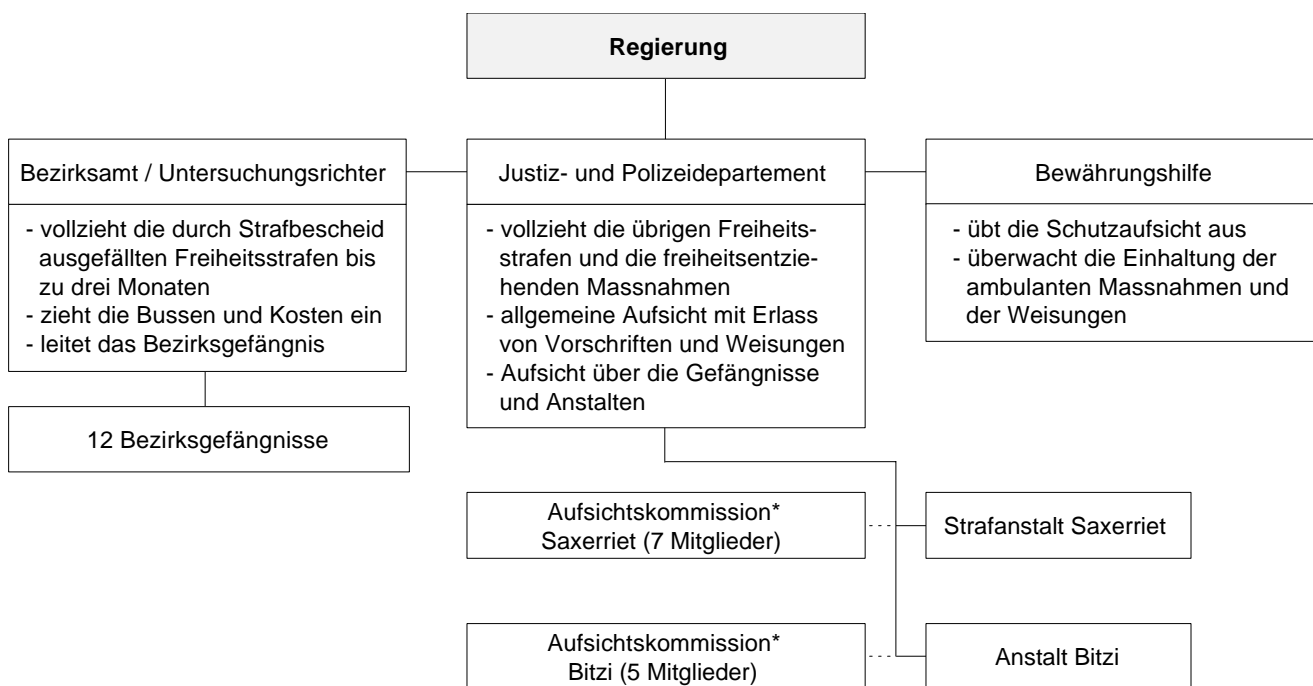 Regierung
Bezirksamt / Untersuchungsrichter
- vollzieht die durch Strafbescheid
ausgefällten Freiheitsstrafen bis
zu drei Monaten
- zieht die Bussen und Kosten ein
- leitet das Bezirksgefängnis
12 Bezirksgefängnisse
Justiz- und Polizeidepartement
- vollzieht die übrigen Freiheits-
strafen und die freiheitsentzie-
henden Massnahmen
- allgemeine Aufsicht mit Erlass
von Vorschriften und Weisungen
- Aufsicht über die Gefängnisse
und Anstalten
Bewährungshilfe
- übt die Schutzaufsicht aus
- überwacht die Einhaltung der
ambulanten Massnahmen und
der Weisungen
Aufsichtskommission*
Saxerriet (7 Mitglieder)
Strafanstalt Saxerriet
Aufsichtskommission*
Bitzi (5 Mitglieder)
Anstalt Bitzi